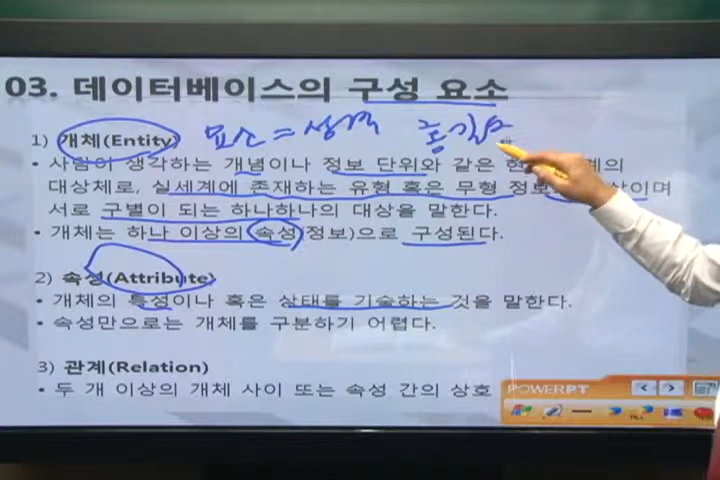 03. 데이터베이스의 구성 요소
1) 개체(Entity) 요소 = 성격
• 사람이 생각하는 개념이나 정보 단위와 같은 현 계의
대상체로, 실세계에 존재하는 유형 혹은 무형 정보 상이며
서로 구별이 되는 하나하나의 대상을 말한다.
• 개체는 하나 이상의 속성(정보)으로 구성된다.
2) 속성(Attribute)
• 개체의 특성이나 혹은 상태를 기술하는 것을 말한다.
• 속성만으로는 개체를 구분하기 어렵다.
3) 관계(Relation)
• 두 개 이상의 개체 사이 또는 속성 간의 상호
POWERPT